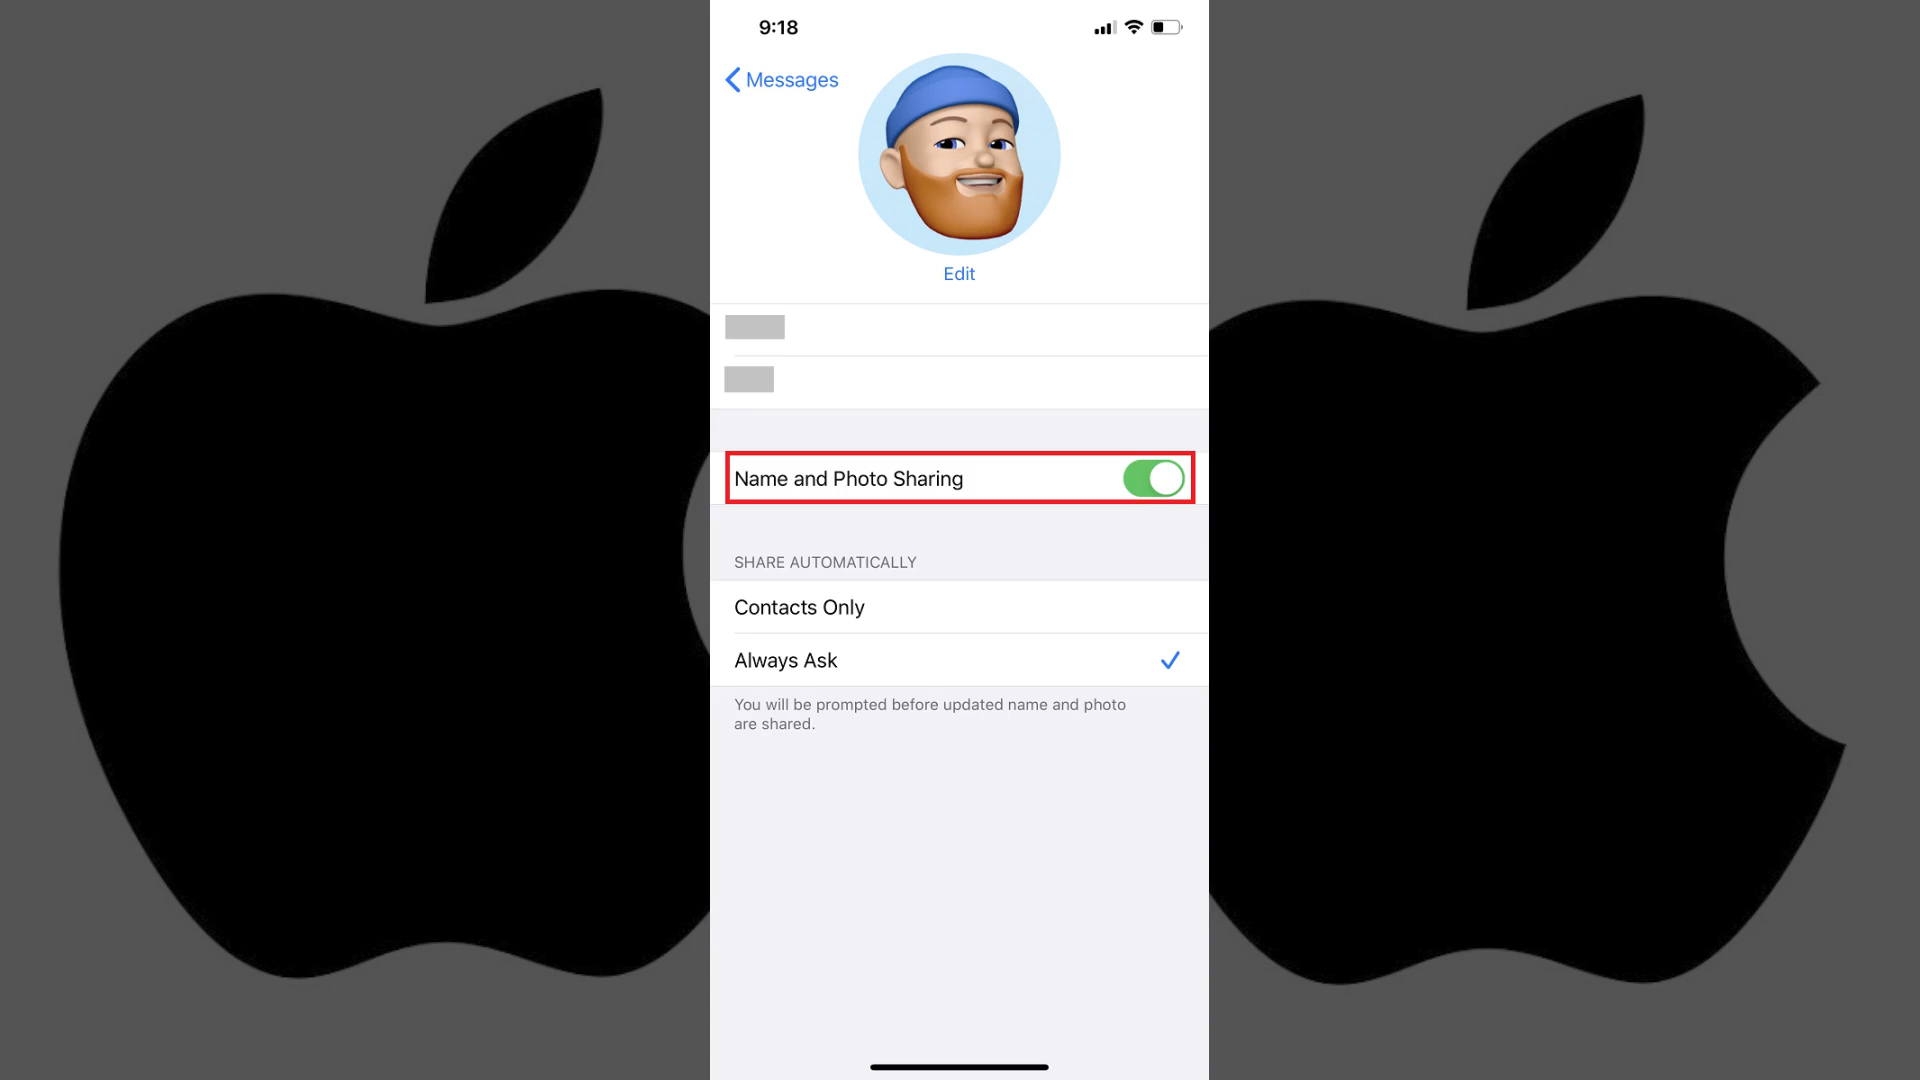 9:18
Messages
Edit
Name and Photo Sharing
SHARE AUTOMATICALLY
Contacts Only
Always Ask
You will be prompted before updated name and photo
are shared.